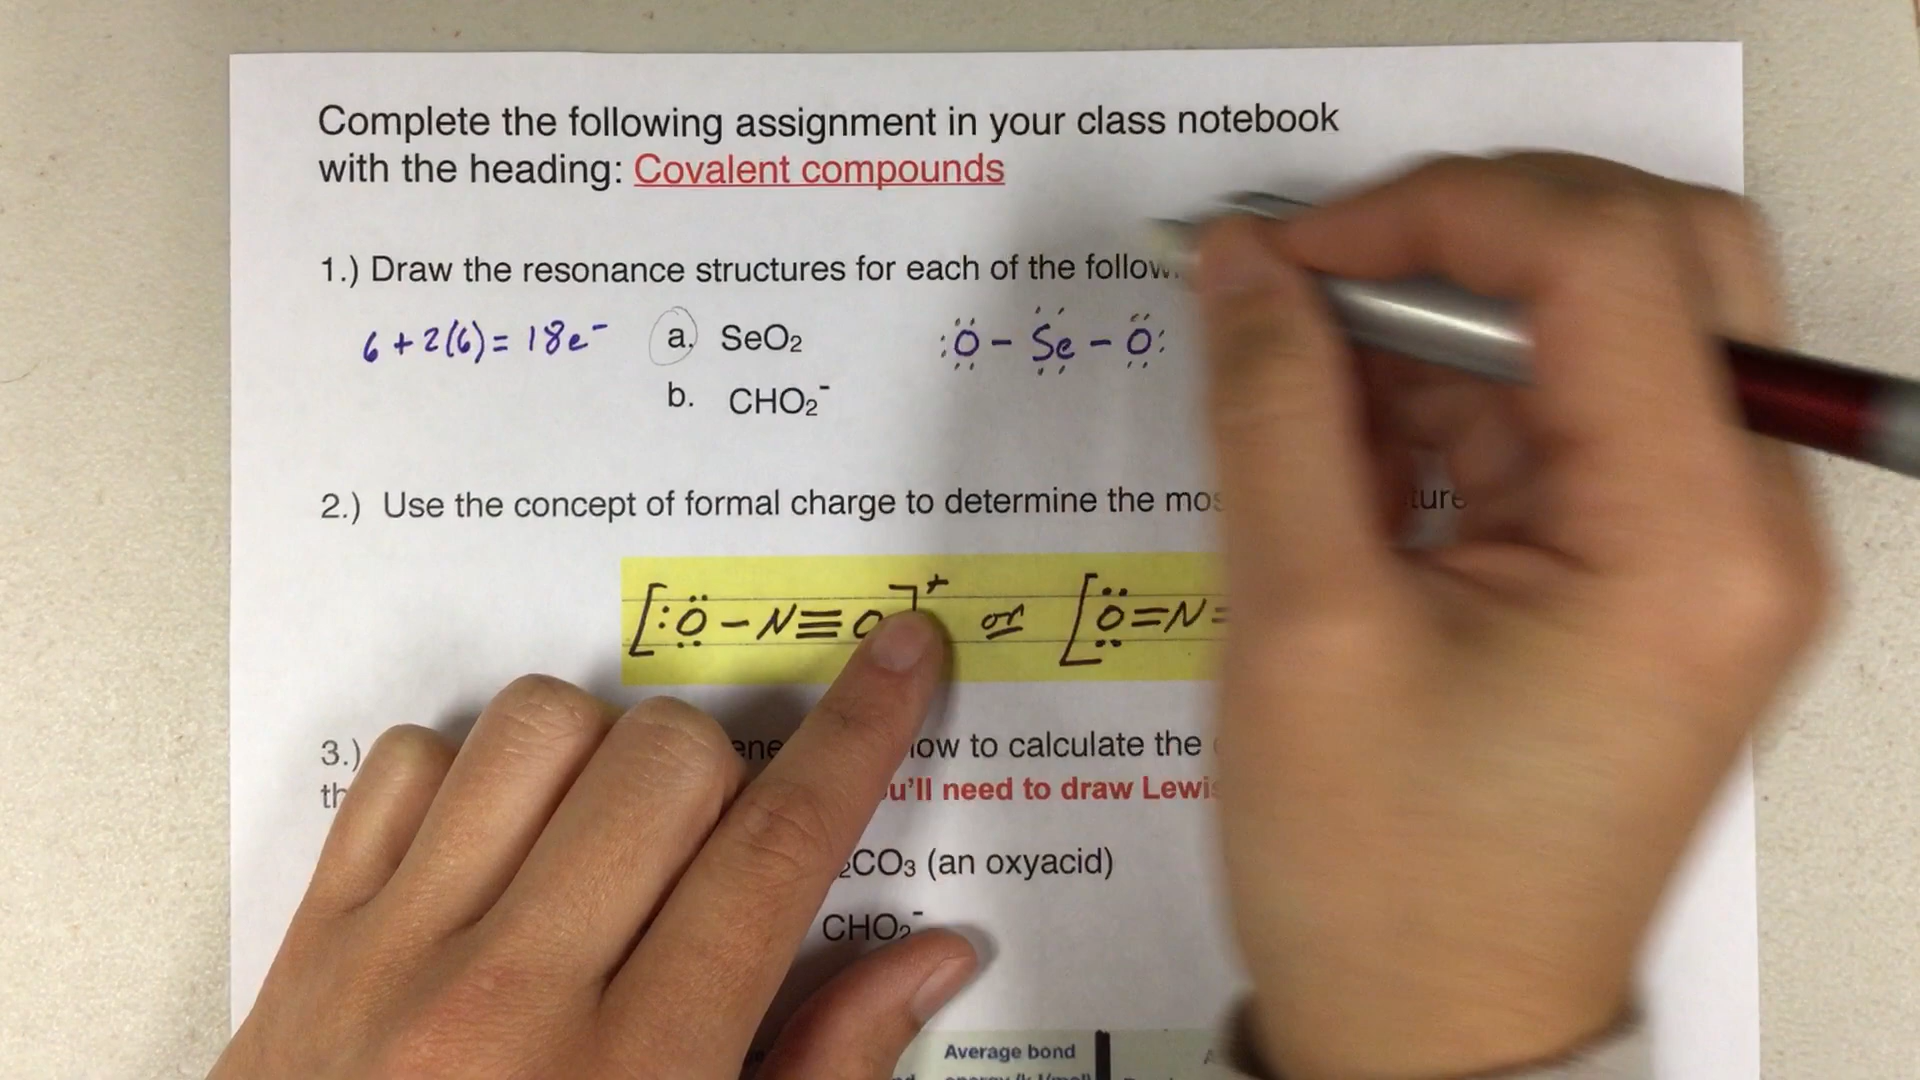 Complete the following assignment in your class notebook
with the heading: Covalent compounds
1.) Draw the resonance structures for each of the follow
6 + 2(6) = 18e⁻ a. SeO₂ :Ö - Se - Ö:
b. CHO₂⁻
2.) Use the concept of formal charge to determine the mos ture
[:Ö - N ≡ O]⁺ or [Ö = N =
3.) ene ow to calculate the
th u'll need to draw Lewis
₂CO₃ (an oxyacid)
CHO₂⁻
Average bond